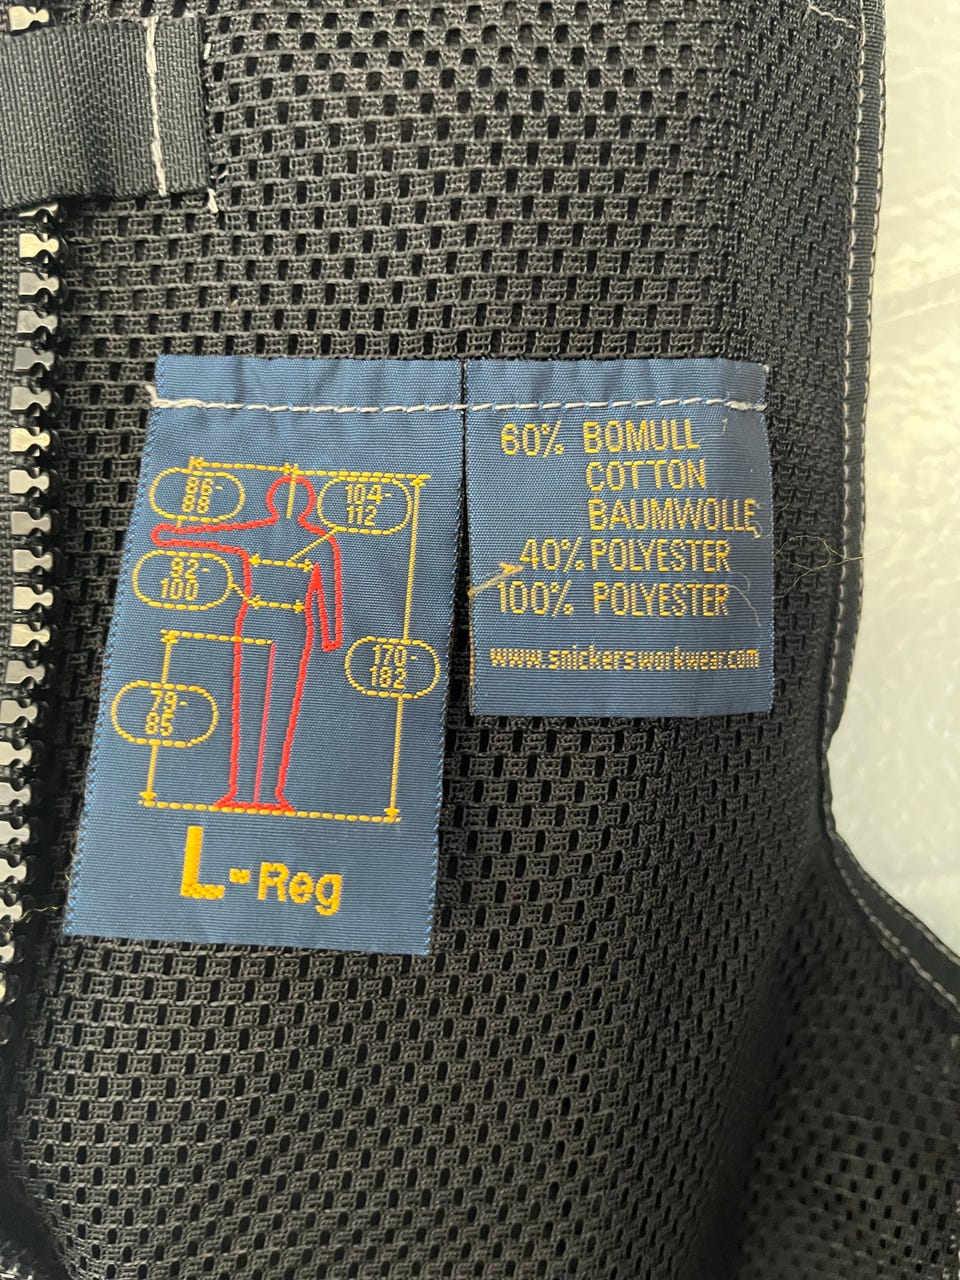 86-
88
104-
112
92-
100
170-
182
79-
85
L-Reg
60% BOMULL
COTTON
BAUMWOLLE
40% POLYESTER
100% POLYESTER
www.snickersworkwear.com